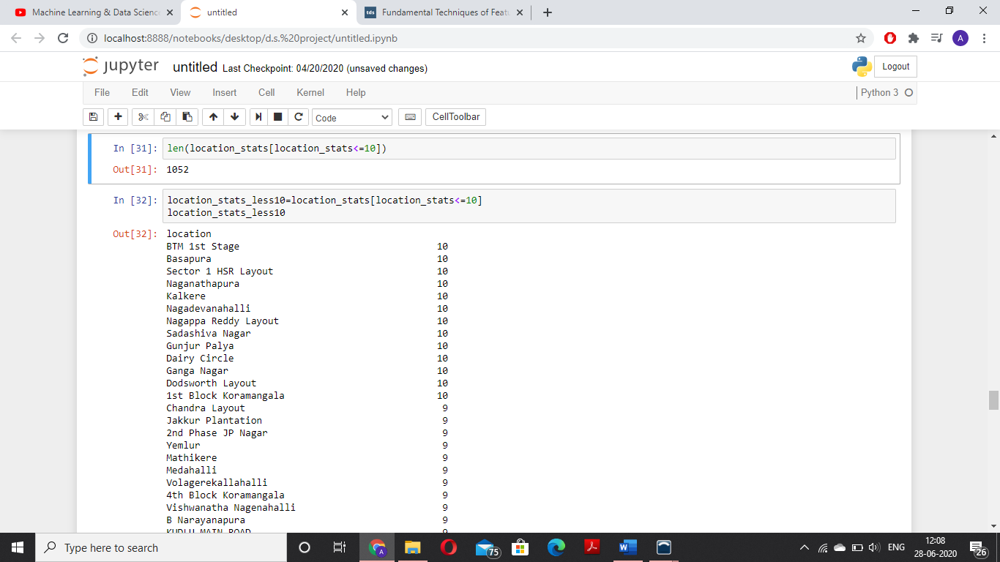 Machine Learning & Data Science
untitled
tds Fundamental Techniques of Featu
localhost:8888/notebooks/desktop/d.s.%20project/untitled.ipynb
A
jupyter untitled Last Checkpoint: 04/20/2020 (unsaved changes)
Logout
File Edit View Insert Cell Kernel Help
Python 3
Code
CellToolbar
In [31]: len(location_stats[location_stats<=10])
Out[31]: 1052
In [32]: location_stats_less10=location_stats[location_stats<=10]
location_stats_less10
Out[32]: location
BTM 1st Stage 10
Basapura 10
Sector 1 HSR Layout 10
Naganathapura 10
Kalkere 10
Nagadevanahalli 10
Nagappa Reddy Layout 10
Sadashiva Nagar 10
Gunjur Palya 10
Dairy Circle 10
Ganga Nagar 10
Dodsworth Layout 10
1st Block Koramangala 10
Chandra Layout 9
Jakkur Plantation 9
2nd Phase JP Nagar 9
Yemlur 9
Mathikere 9
Medahalli 9
Volagerekallahalli 9
4th Block Koramangala 9
Vishwanatha Nagenahalli 9
B Narayanapura 9
KUDLU MAIN ROAD 9
Type here to search
A
75
W
ENG
12:08
28-06-2020
26